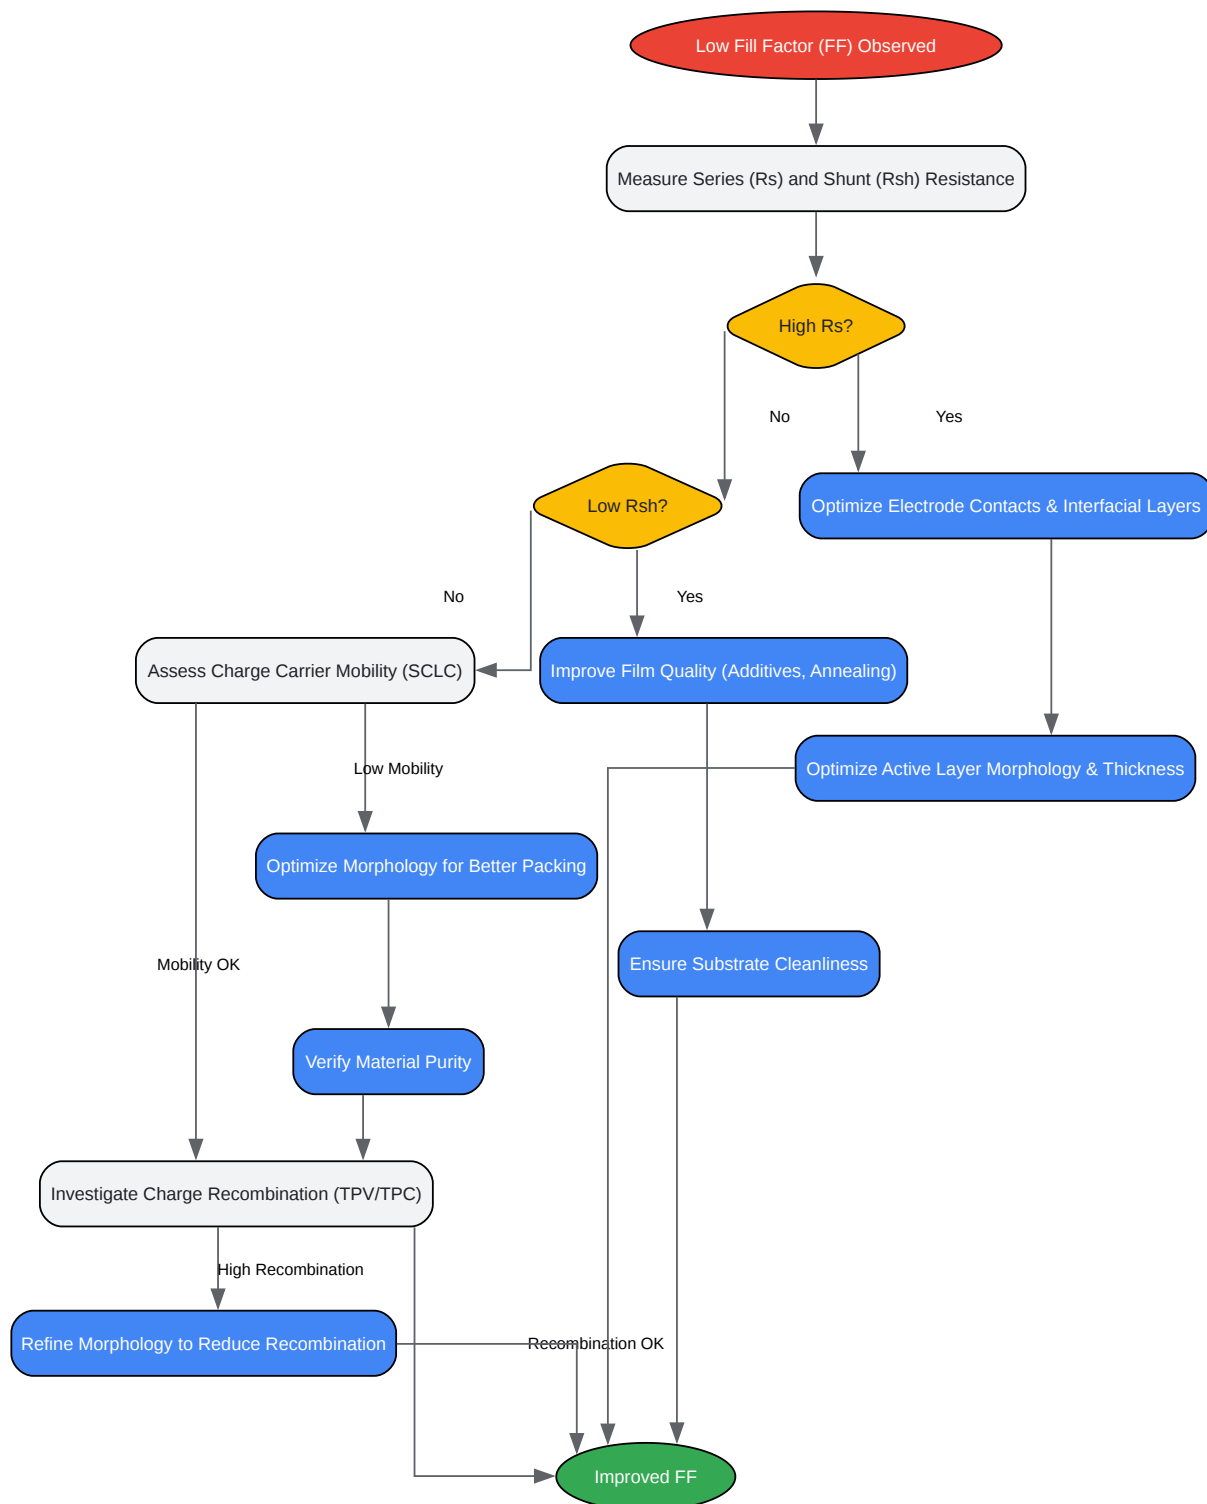 Low Fill Factor (FF) Observed
Measure Series (Rs) and Shunt (Rsh) Resistance
High Rs?
No
Yes
Low Rsh?
Optimize Electrode Contacts & Interfacial Layers
No
Yes
Assess Charge Carrier Mobility (SCLC)
Improve Film Quality (Additives, Annealing)
Low Mobility
Optimize Active Layer Morphology & Thickness
Optimize Morphology for Better Packing
Mobility OK
Ensure Substrate Cleanliness
Verify Material Purity
Investigate Charge Recombination (TPV/TPC)
High Recombination
Refine Morphology to Reduce Recombination
Recombination OK
Improved FF